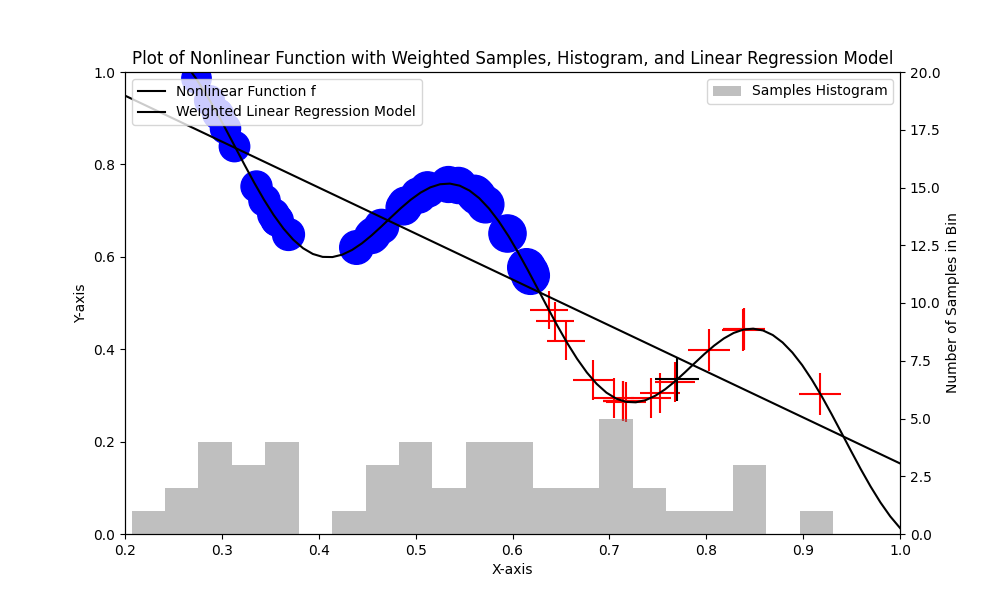 Plot of Nonlinear Function with Weighted Samples, Histogram, and Linear Regression Model
Nonlinear Function f
Weighted Linear Regression Model
Samples Histogram
1.0
0.8
0.6
0.4
0.2
0.0
Y-axis
20.0
17.5
15.0
12.5
10.0
7.5
5.0
2.5
0.0
Number of Samples in Bin
0.2 0.3 0.4 0.5 0.6 0.7 0.8 0.9 1.0
X-axis